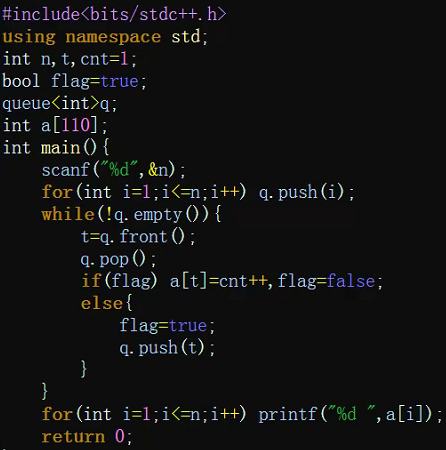 #include<bits/stdc++.h>
using namespace std;
int n,t,cnt=1;
bool flag=true;
queue<int>q;
int a[110];
int main(){
    scanf("%d",&n);
    for(int i=1;i<=n;i++) q.push(i);
    while(!q.empty()){
        t=q.front();
        q.pop();
        if(flag) a[t]=cnt++,flag=false;
        else{
            flag=true;
            q.push(t);
        }
    }
    for(int i=1;i<=n;i++) printf("%d ",a[i]);
    return 0;